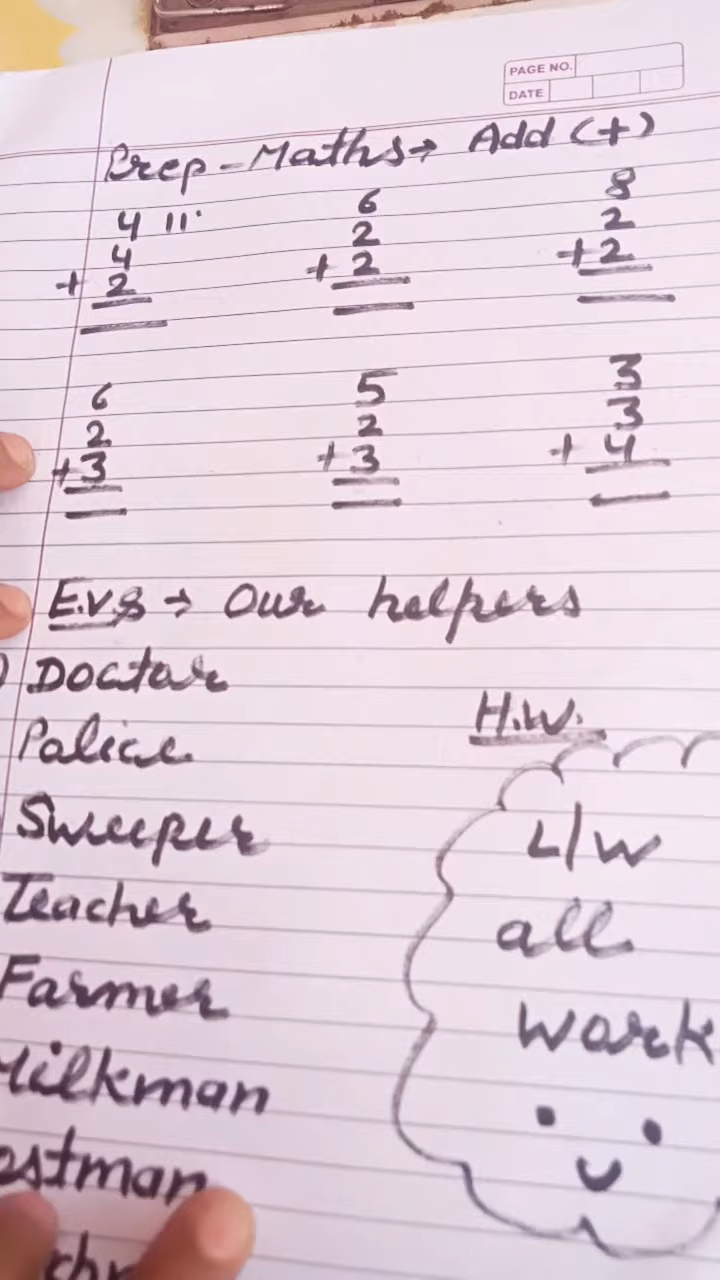 PAGE NO.
DATE
Prep - Maths → Add (+)
4 11· 6 8
4 2 2
+ 2 + 2 + 2
6 5 3
2 2 3
+ 3 + 3 + 4
E.V.S → Our helpers
Doctor
Police
H.W.
Sweeper
L/W
Teacher
all
Farmer
work
Milkman
ostman